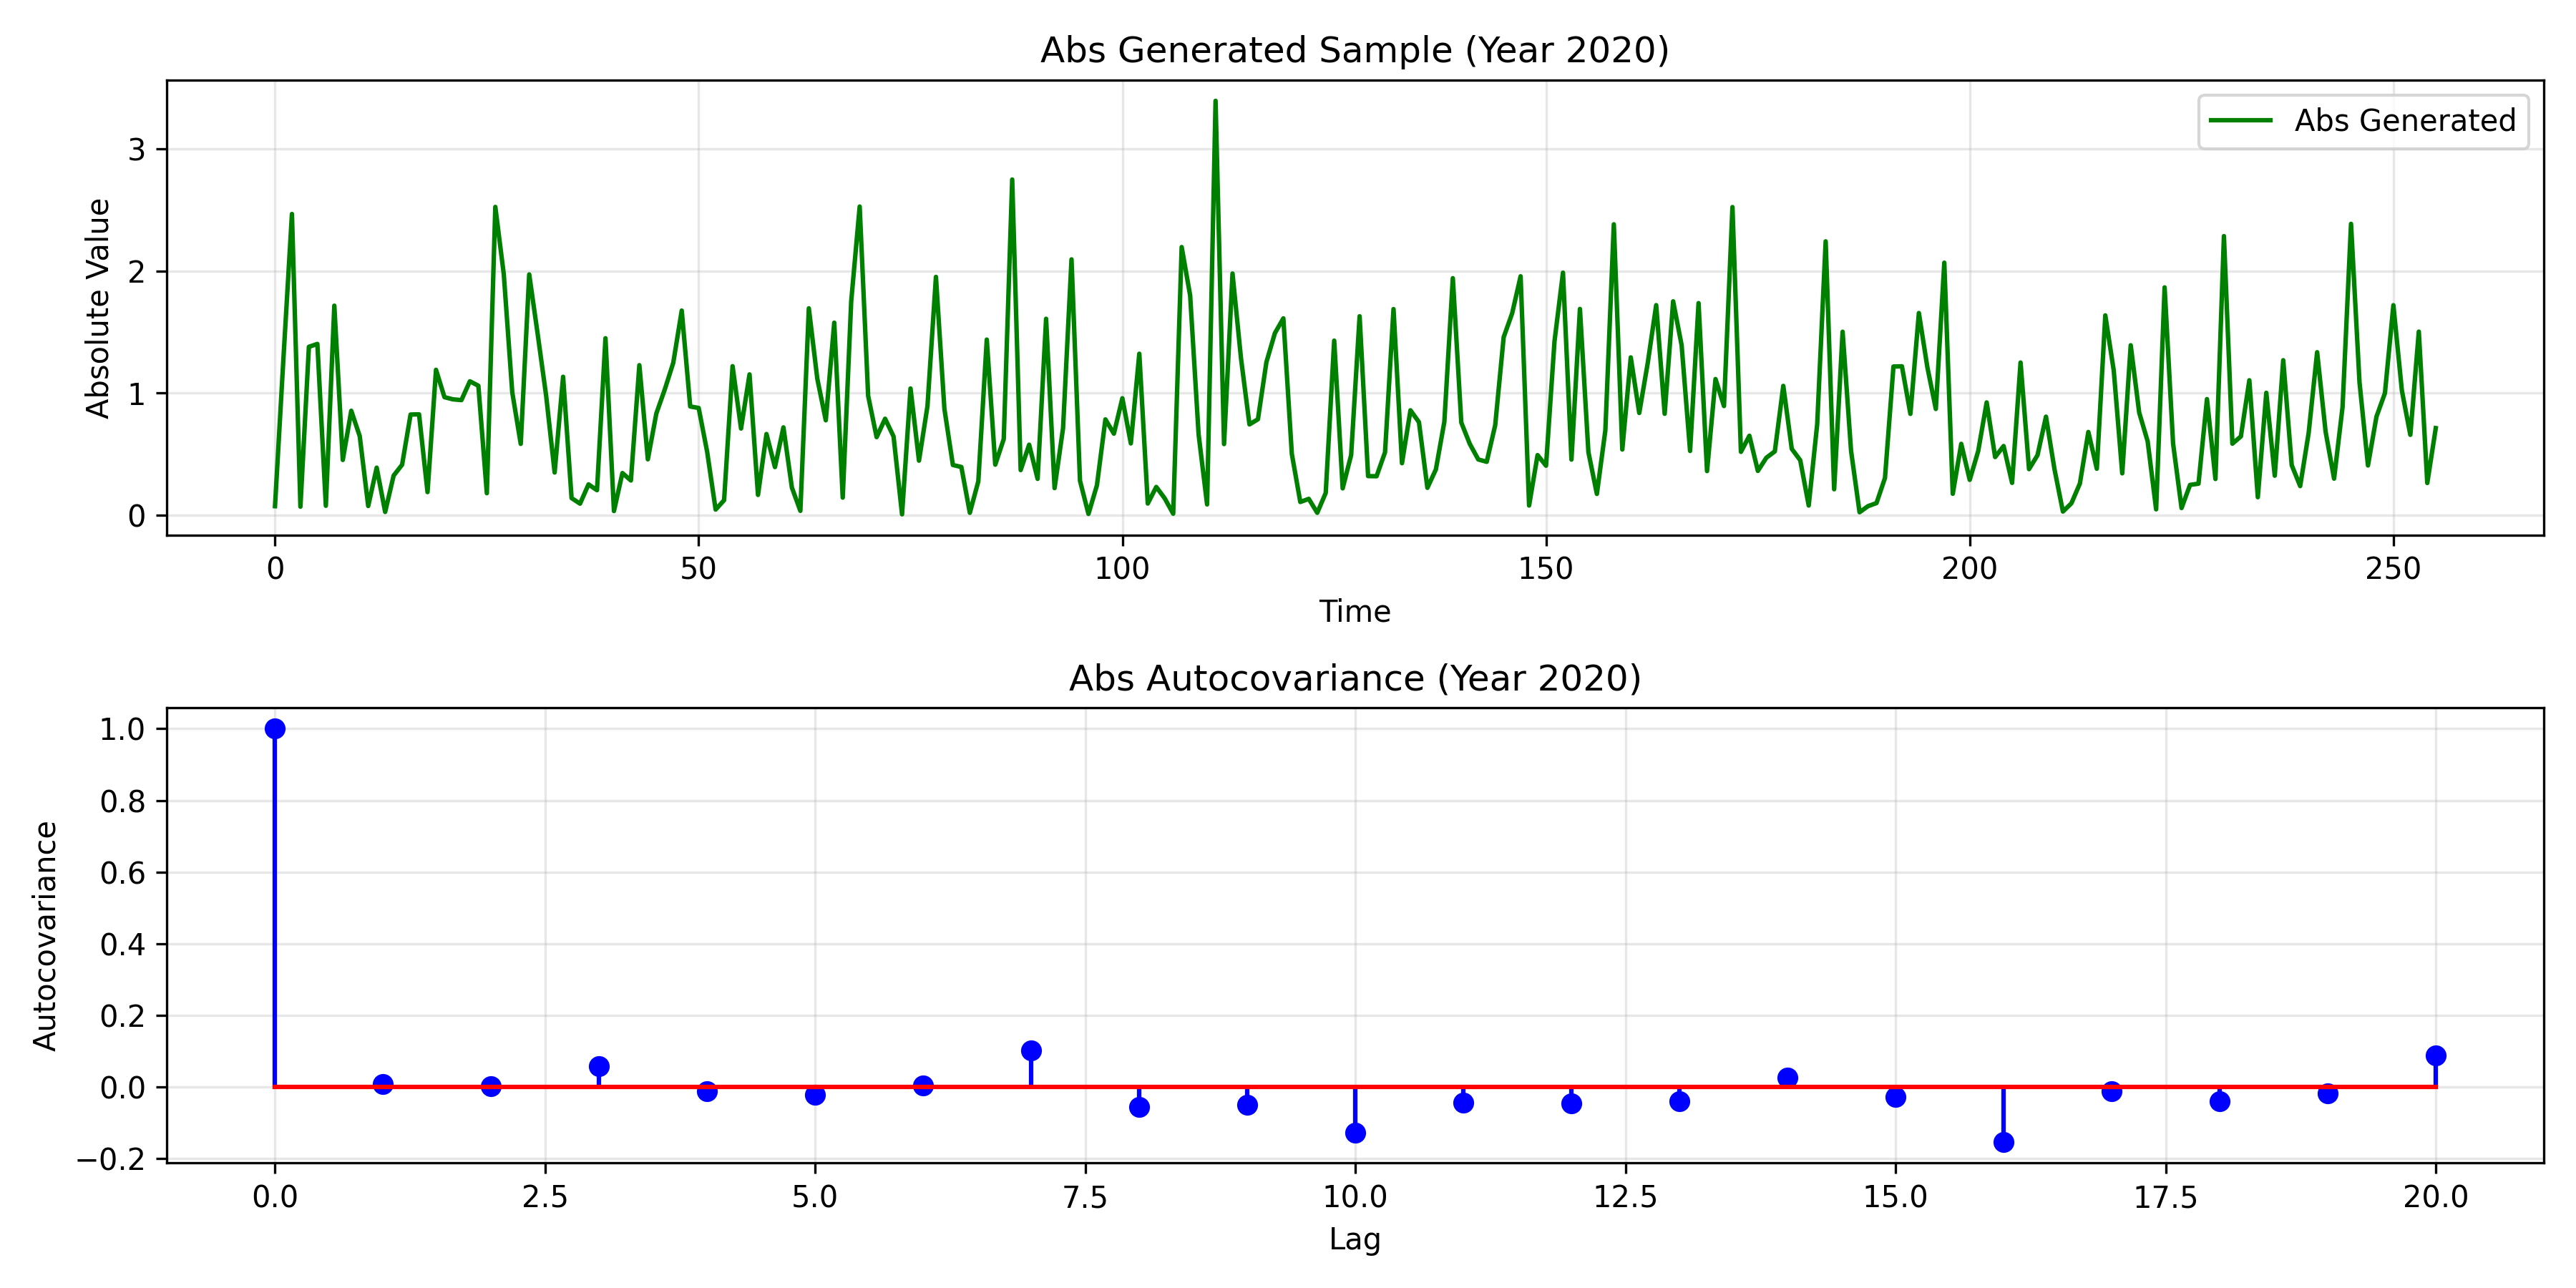 Abs Generated Sample (Year 2020)
Abs Generated
Absolute Value
3
2
1
0
0 50 100 150 200 250
Time
Abs Autocovariance (Year 2020)
Autocovariance
1.0
0.8
0.6
0.4
0.2
0.0
−0.2
0.0 2.5 5.0 7.5 10.0 12.5 15.0 17.5 20.0
Lag